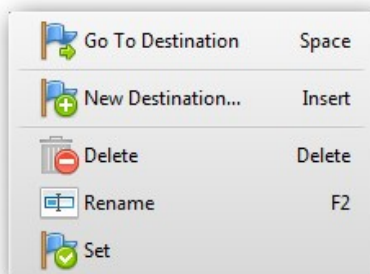 Go To Destination Space
New Destination... Insert
Delete Delete
Rename F2
Set